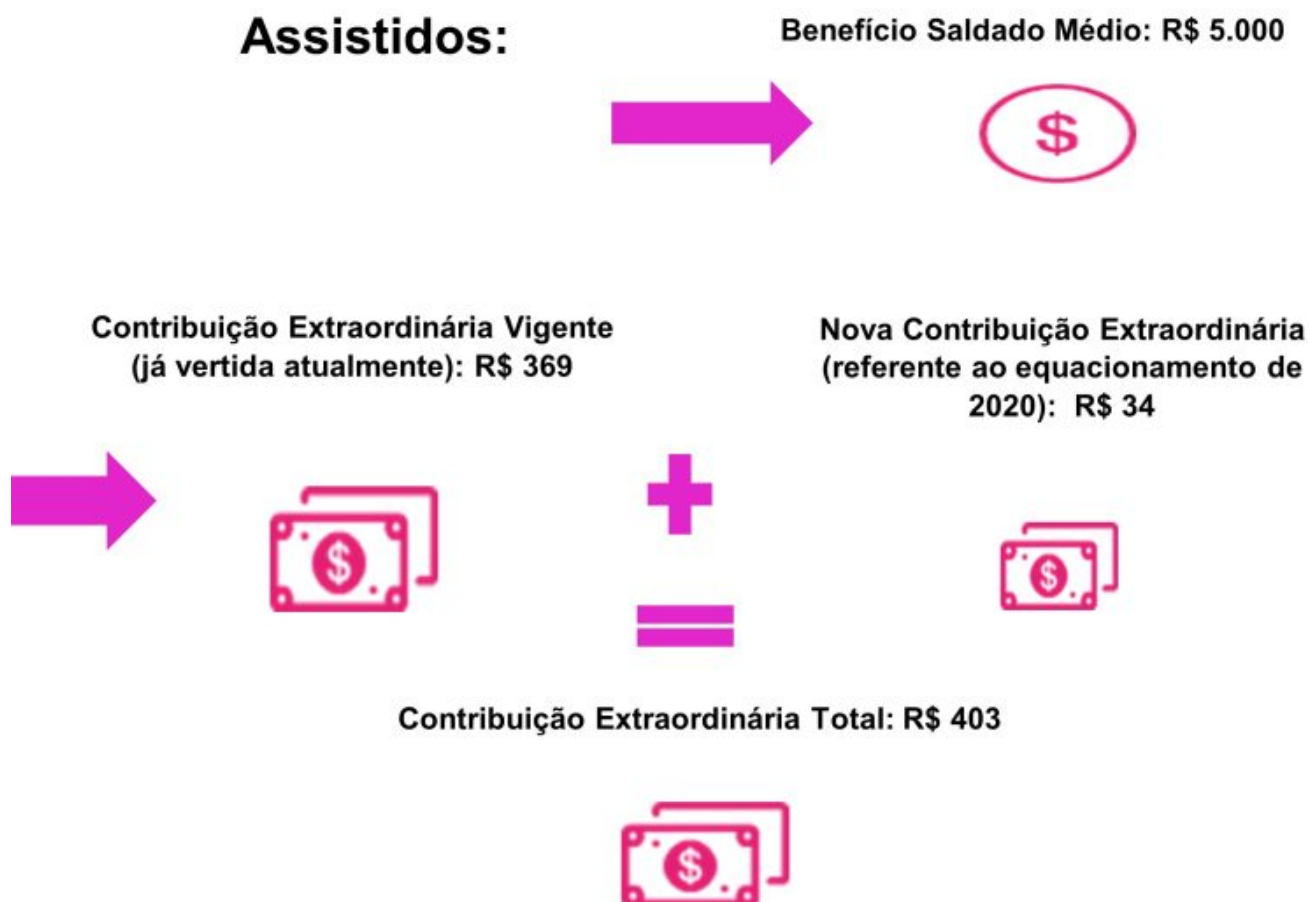 Assistidos:
Benefício Saldado Médio: R$ 5.000
$
Contribuição Extraordinária Vigente
(já vertida atualmente): R$ 369
Nova Contribuição Extraordinária
(referente ao equacionamento de
2020): R$ 34
$
+
$
=
Contribuição Extraordinária Total: R$ 403
$